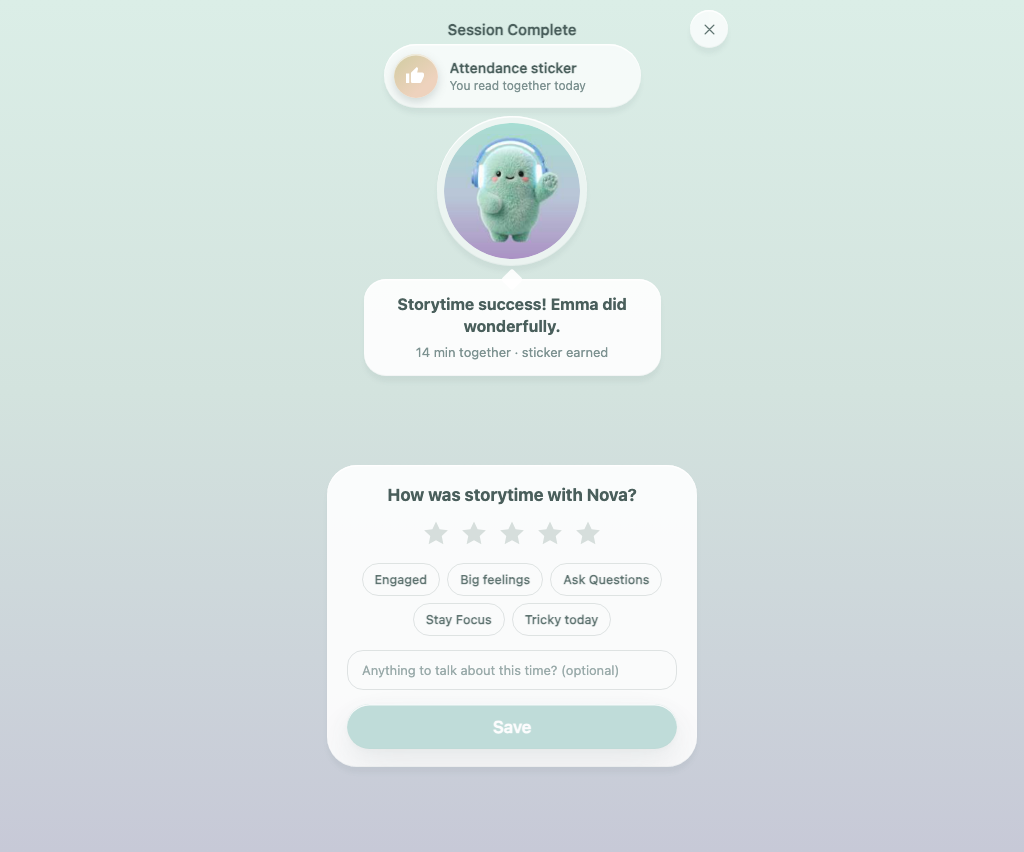 Session Complete
Attendance sticker
You read together today
Storytime success! Emma did
wonderfully.
14 min together · sticker earned
How was storytime with Nova?
Engaged
Big feelings
Ask Questions
Stay Focus
Tricky today
Anything to talk about this time? (optional)
Save